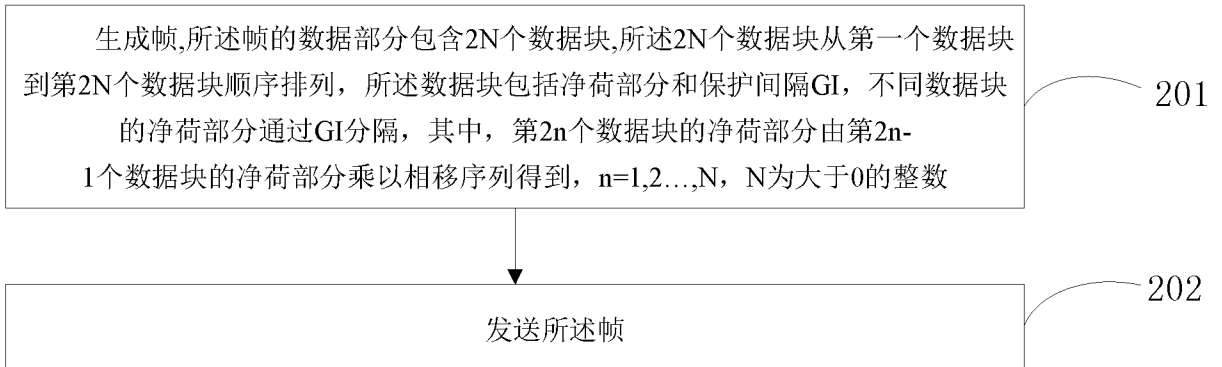 生成帧,所述帧的数据部分包含2N个数据块,所述2N个数据块从第一个数据块
到第2N个数据块顺序排列，所述数据块包括净荷部分和保护间隔GI，不同数据块
的净荷部分通过GI分隔，其中，第2n个数据块的净荷部分由第2n-
1个数据块的净荷部分乘以相移序列得到，n=1,2…,N，N为大于0的整数
201
202
发送所述帧